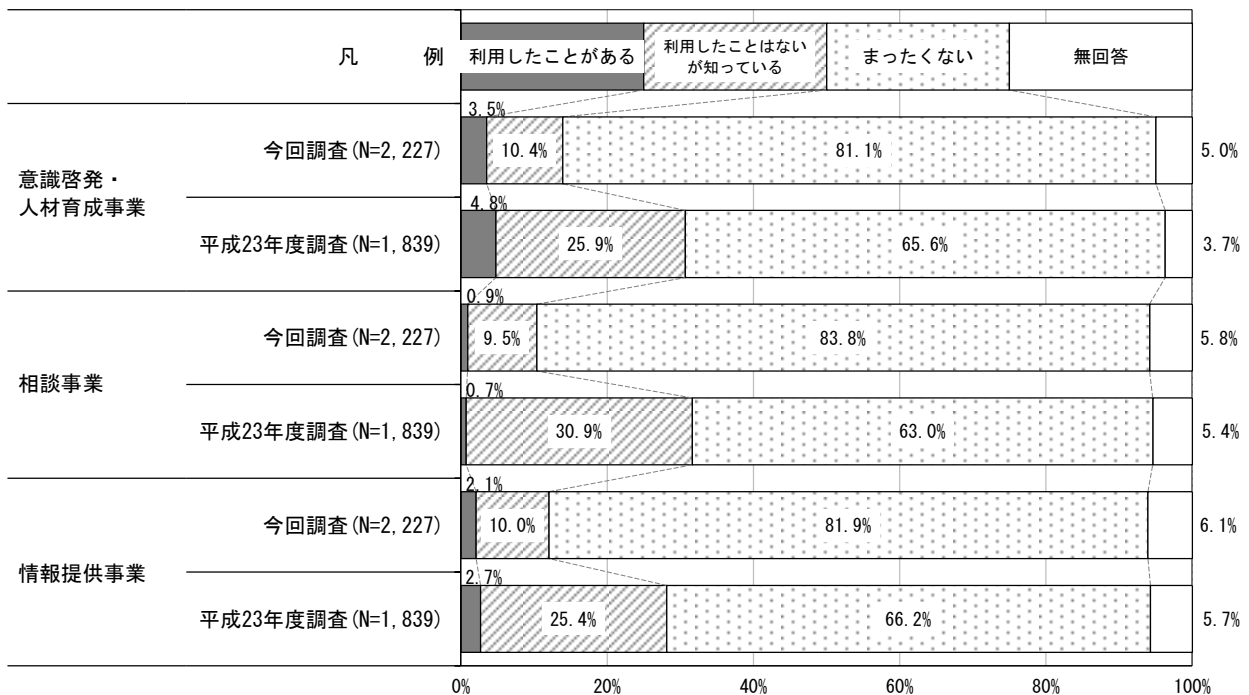 凡 例 利用したことがある 利用したことはない
が知っている まったくない 無回答
意識啓発・
人材育成事業
今回調査(N=2,227) 3.5% 10.4% 81.1% 5.0%
平成23年度調査(N=1,839) 4.8% 25.9% 65.6% 3.7%
相談事業
今回調査(N=2,227) 0.9% 9.5% 83.8% 5.8%
平成23年度調査(N=1,839) 0.7% 30.9% 63.0% 5.4%
情報提供事業
今回調査(N=2,227) 2.1% 10.0% 81.9% 6.1%
平成23年度調査(N=1,839) 2.7% 25.4% 66.2% 5.7%
0% 20% 40% 60% 80% 100%